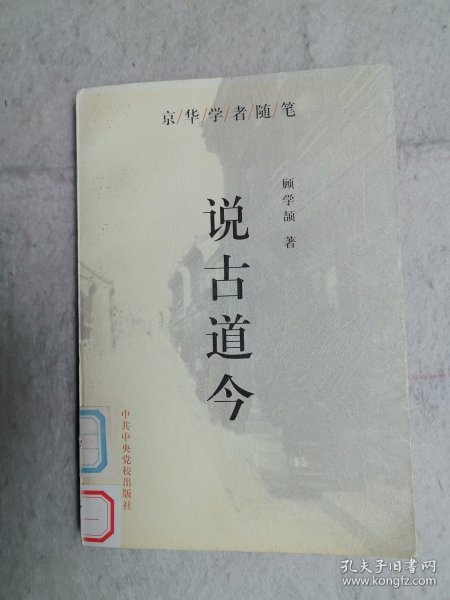 京/华/学/者/随/笔
顾学颉 著
说古道今
中共中央党校出版社
孔夫子旧书网
www.kongfz.com